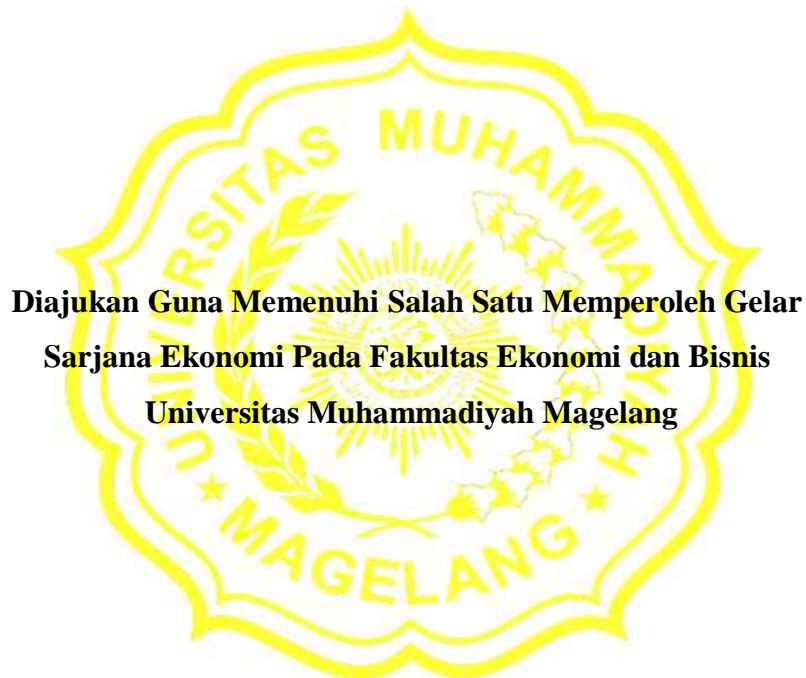 UNIVERSITAS MUHAMMADIYAH
Diajukan Guna Memenuhi Salah Satu Memperoleh Gelar
Sarjana Ekonomi Pada Fakultas Ekonomi dan Bisnis
Universitas Muhammadiyah Magelang
MAGELANG